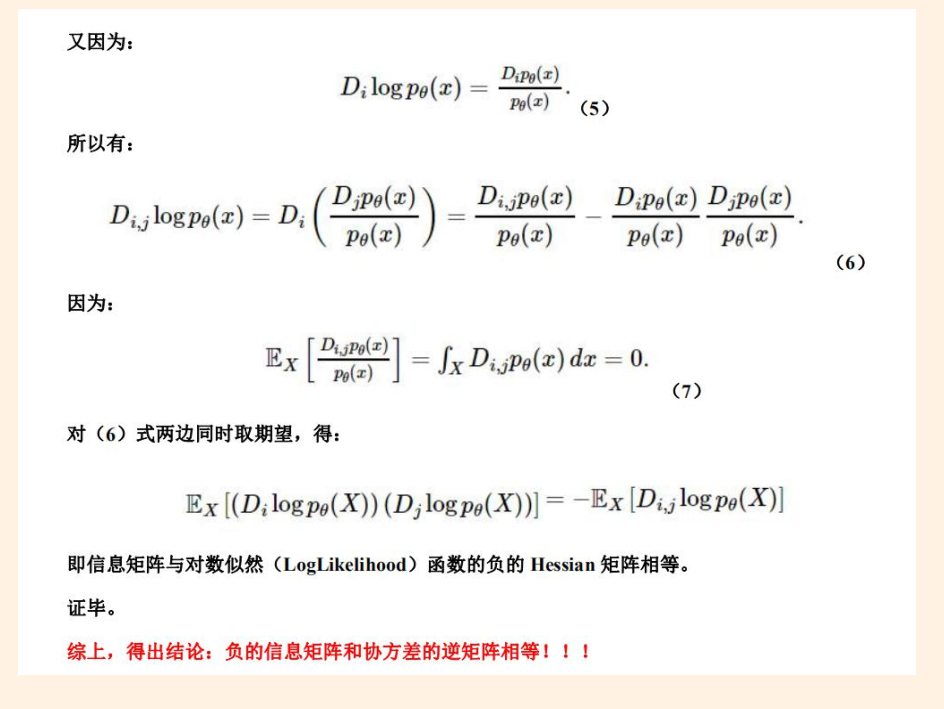 又因为：
$D_i \log p_\theta(x) = \frac{D_i p_\theta(x)}{p_\theta(x)}.$ （5）
所以有：
$D_{i,j} \log p_\theta(x) = D_i \left( \frac{D_j p_\theta(x)}{p_\theta(x)} \right) = \frac{D_{i,j} p_\theta(x)}{p_\theta(x)} - \frac{D_i p_\theta(x)}{p_\theta(x)} \frac{D_j p_\theta(x)}{p_\theta(x)}.$ （6）
因为：
$\mathbb{E}_X \left[ \frac{D_{i,j} p_\theta(x)}{p_\theta(x)} \right] = \int_X D_{i,j} p_\theta(x) \, dx = 0.$ （7）
对（6）式两边同时取期望，得：
$\mathbb{E}_X [(D_i \log p_\theta(X)) (D_j \log p_\theta(X))] = -\mathbb{E}_X [D_{i,j} \log p_\theta(X)]$
即信息矩阵与对数似然（LogLikelihood）函数的负的 Hessian 矩阵相等。
证毕。
综上，得出结论：负的信息矩阵和协方差的逆矩阵相等！！！